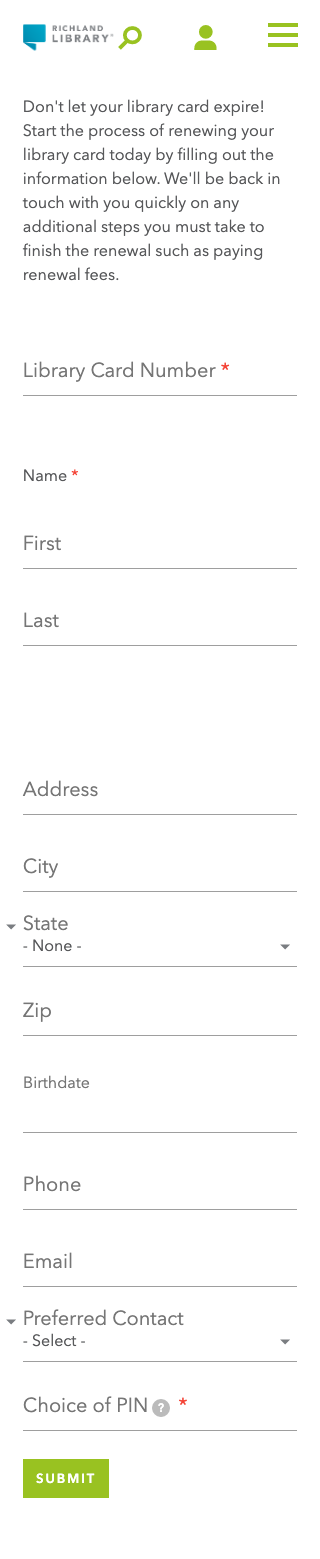 RICHLAND
LIBRARY
Don't let your library card expire!
Start the process of renewing your
library card today by filling out the
information below. We'll be back in
touch with you quickly on any
additional steps you must take to
finish the renewal such as paying
renewal fees.
Library Card Number *
Name *
First
Last
Address
City
State
- None -
Zip
Birthdate
Phone
Email
Preferred Contact
- Select -
Choice of PIN ? *
SUBMIT